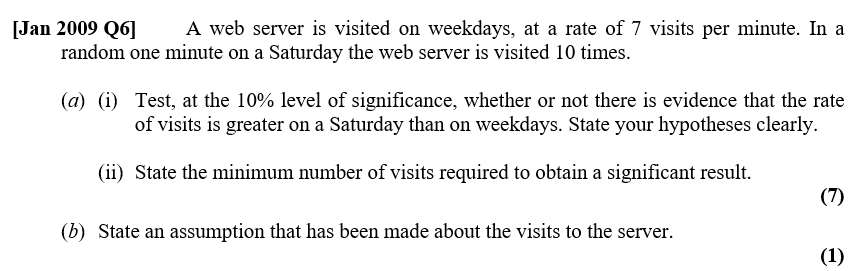 [Jan 2009 Q6] A web server is visited on weekdays, at a rate of 7 visits per minute. In a
random one minute on a Saturday the web server is visited 10 times.
(a) (i) Test, at the 10% level of significance, whether or not there is evidence that the rate
of visits is greater on a Saturday than on weekdays. State your hypotheses clearly.
(ii) State the minimum number of visits required to obtain a significant result.
(7)
(b) State an assumption that has been made about the visits to the server.
(1)